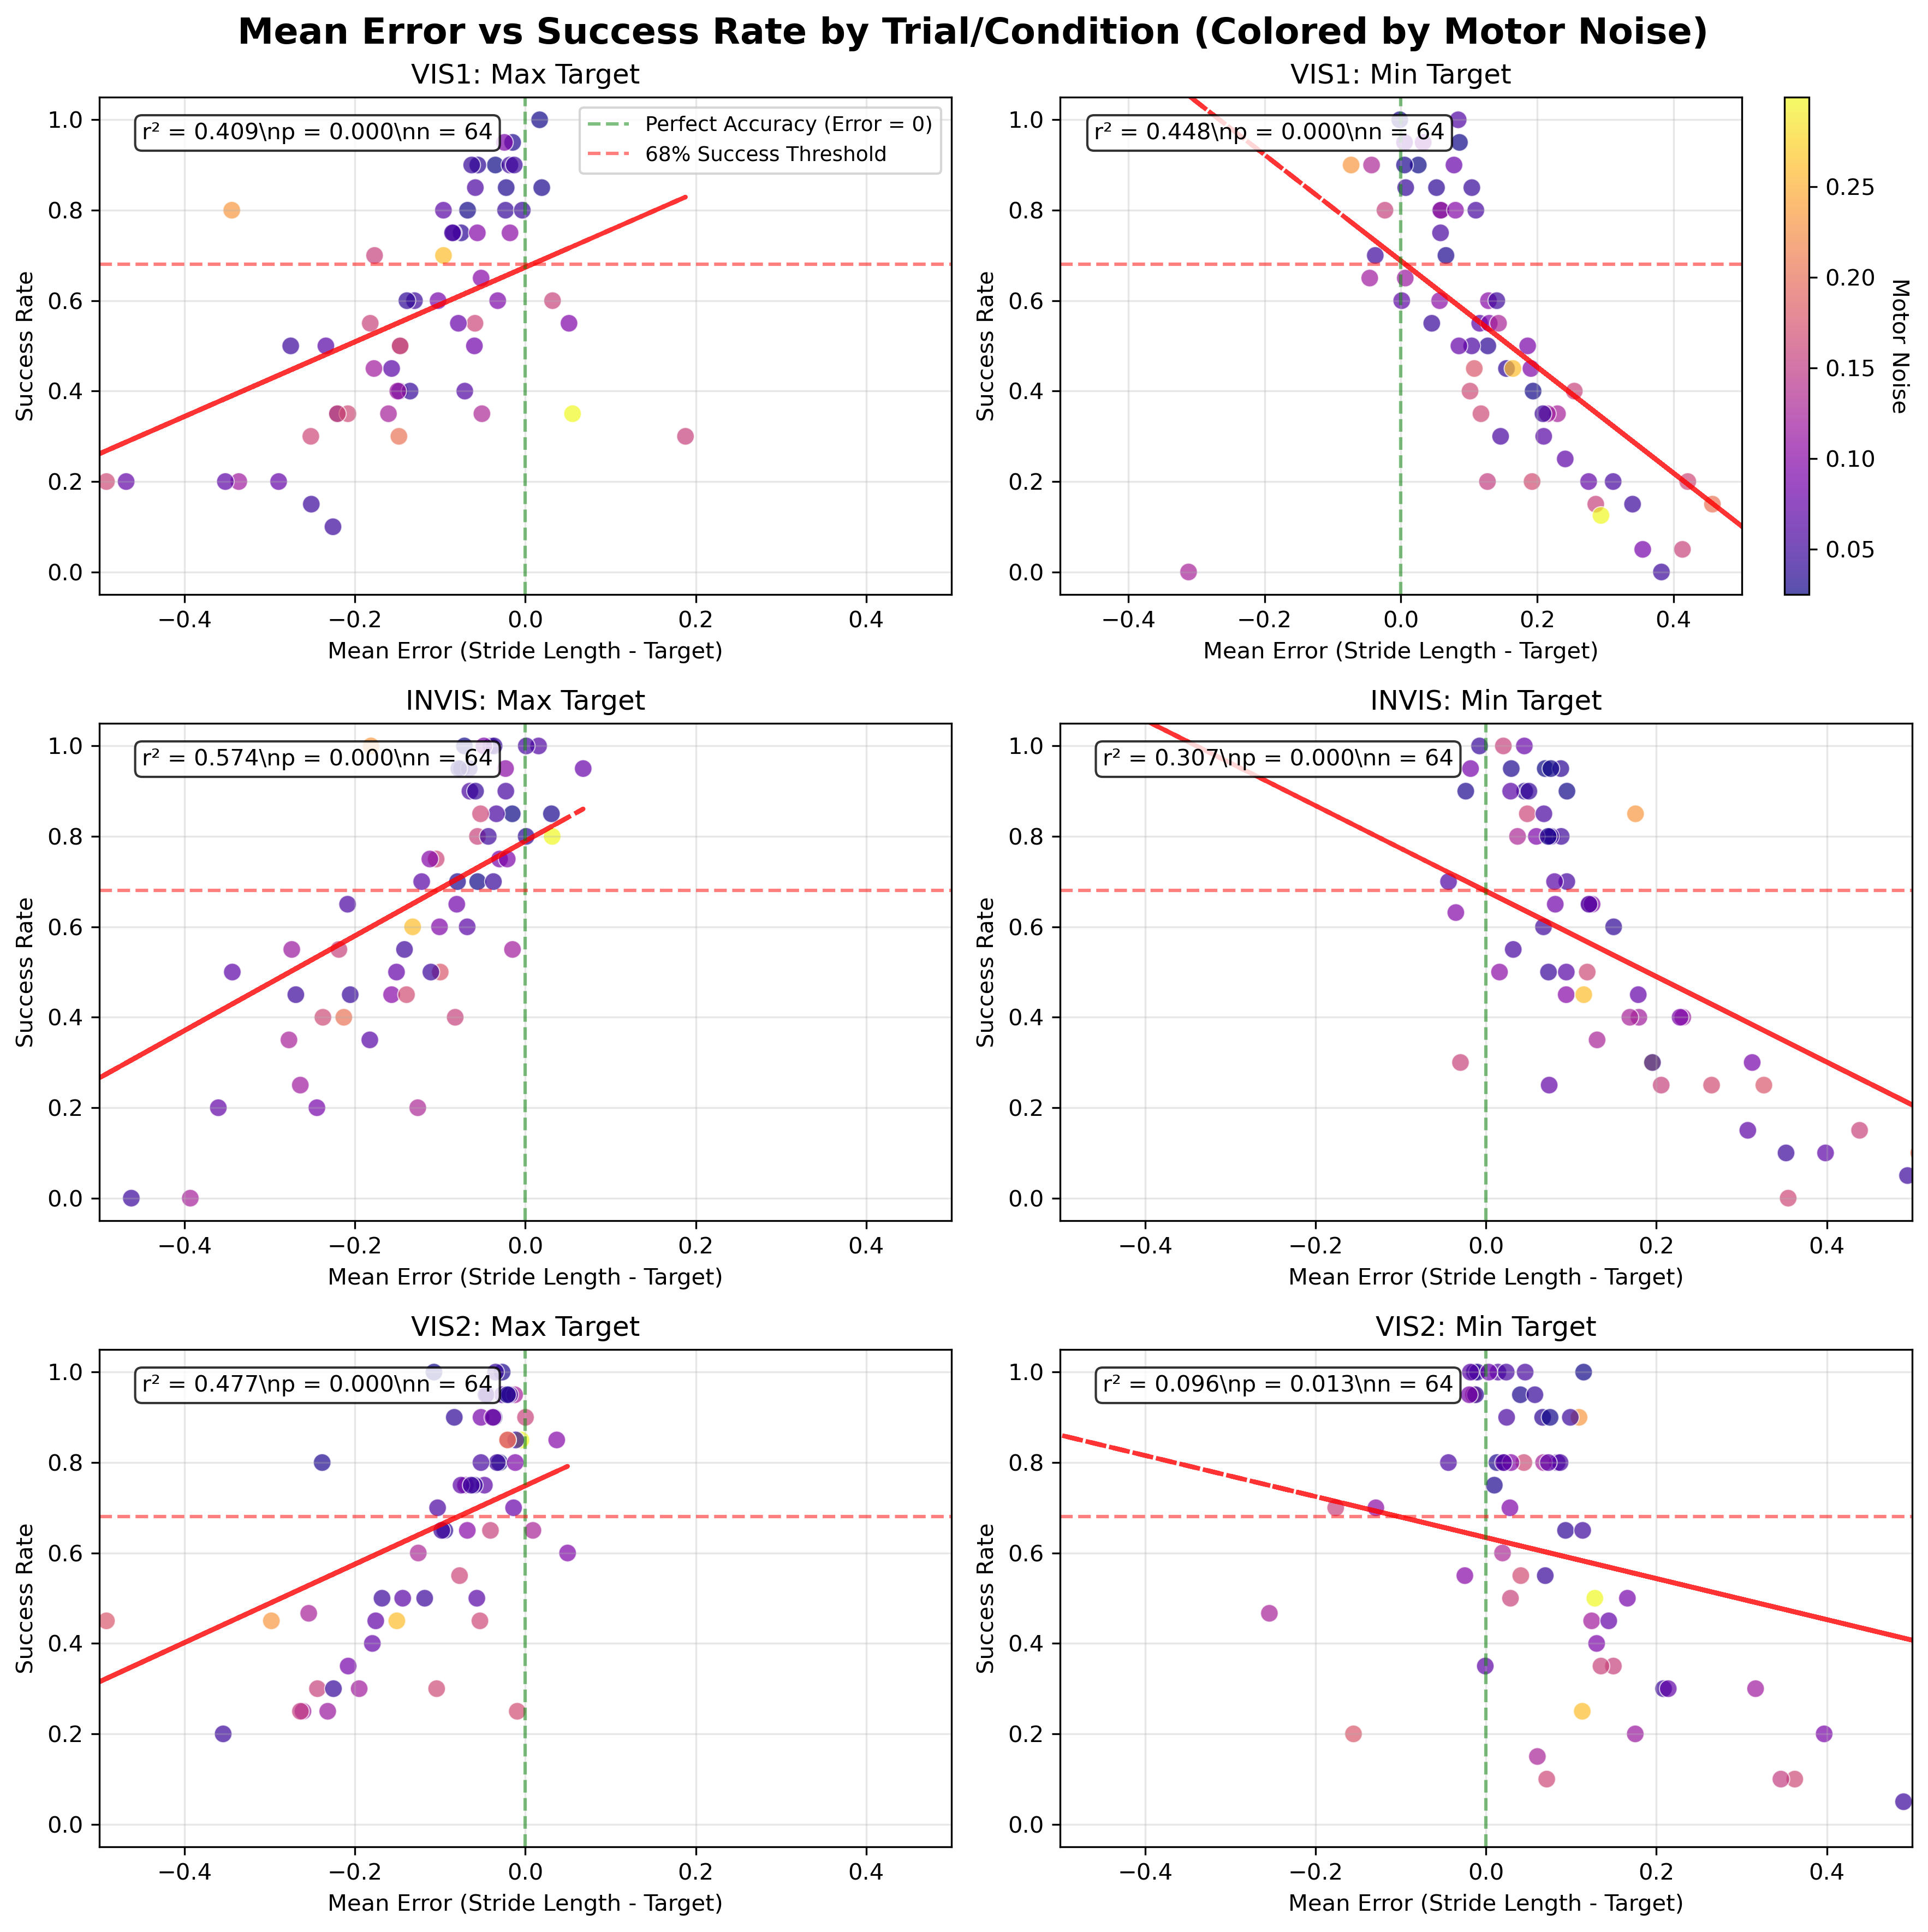 Mean Error vs Success Rate by Trial/Condition (Colored by Motor Noise)
VIS1: Max Target
r² = 0.409\np = 0.000\nn = 64
Perfect Accuracy (Error = 0)
68% Success Threshold
Success Rate
1.0
0.8
0.6
0.4
0.2
0.0
−0.4
−0.2
0.0
0.2
0.4
Mean Error (Stride Length - Target)
VIS1: Min Target
r² = 0.448\np = 0.000\nn = 64
Success Rate
1.0
0.8
0.6
0.4
0.2
0.0
−0.4
−0.2
0.0
0.2
0.4
Mean Error (Stride Length - Target)
0.25
0.20
0.15
0.10
0.05
Motor Noise
INVIS: Max Target
r² = 0.574\np = 0.000\nn = 64
Success Rate
1.0
0.8
0.6
0.4
0.2
0.0
−0.4
−0.2
0.0
0.2
0.4
Mean Error (Stride Length - Target)
INVIS: Min Target
r² = 0.307\np = 0.000\nn = 64
Success Rate
1.0
0.8
0.6
0.4
0.2
0.0
−0.4
−0.2
0.0
0.2
0.4
Mean Error (Stride Length - Target)
VIS2: Max Target
r² = 0.477\np = 0.000\nn = 64
Success Rate
1.0
0.8
0.6
0.4
0.2
0.0
−0.4
−0.2
0.0
0.2
0.4
Mean Error (Stride Length - Target)
VIS2: Min Target
r² = 0.096\np = 0.013\nn = 64
Success Rate
1.0
0.8
0.6
0.4
0.2
0.0
−0.4
−0.2
0.0
0.2
0.4
Mean Error (Stride Length - Target)